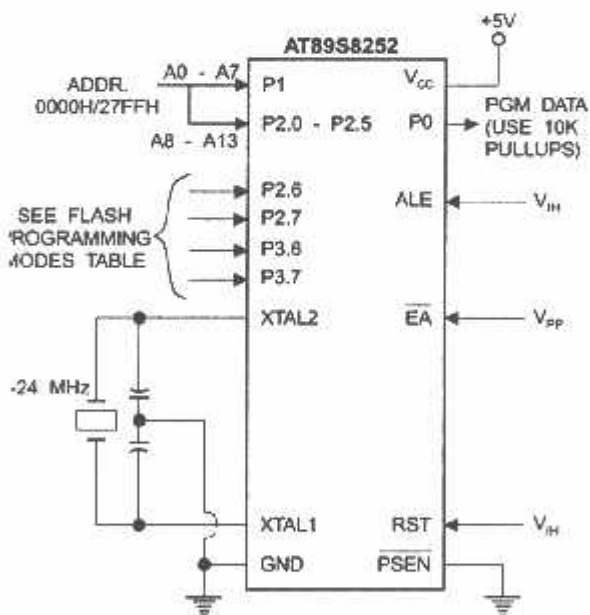 +5V
AT89S8252
A0 - A7
ADDR.
0000H/27FFH
P1
VCC
A8 - A13
P2.0 - P2.5
P0
PGM DATA
(USE 10K
PULLUPS)
P2.6
P2.7
P3.6
P3.7
SEE FLASH
PROGRAMMING
MODES TABLE
ALE
VIH
XTAL2
EA
VPP
-24 MHz
XTAL1
RST
VIH
GND
PSEN